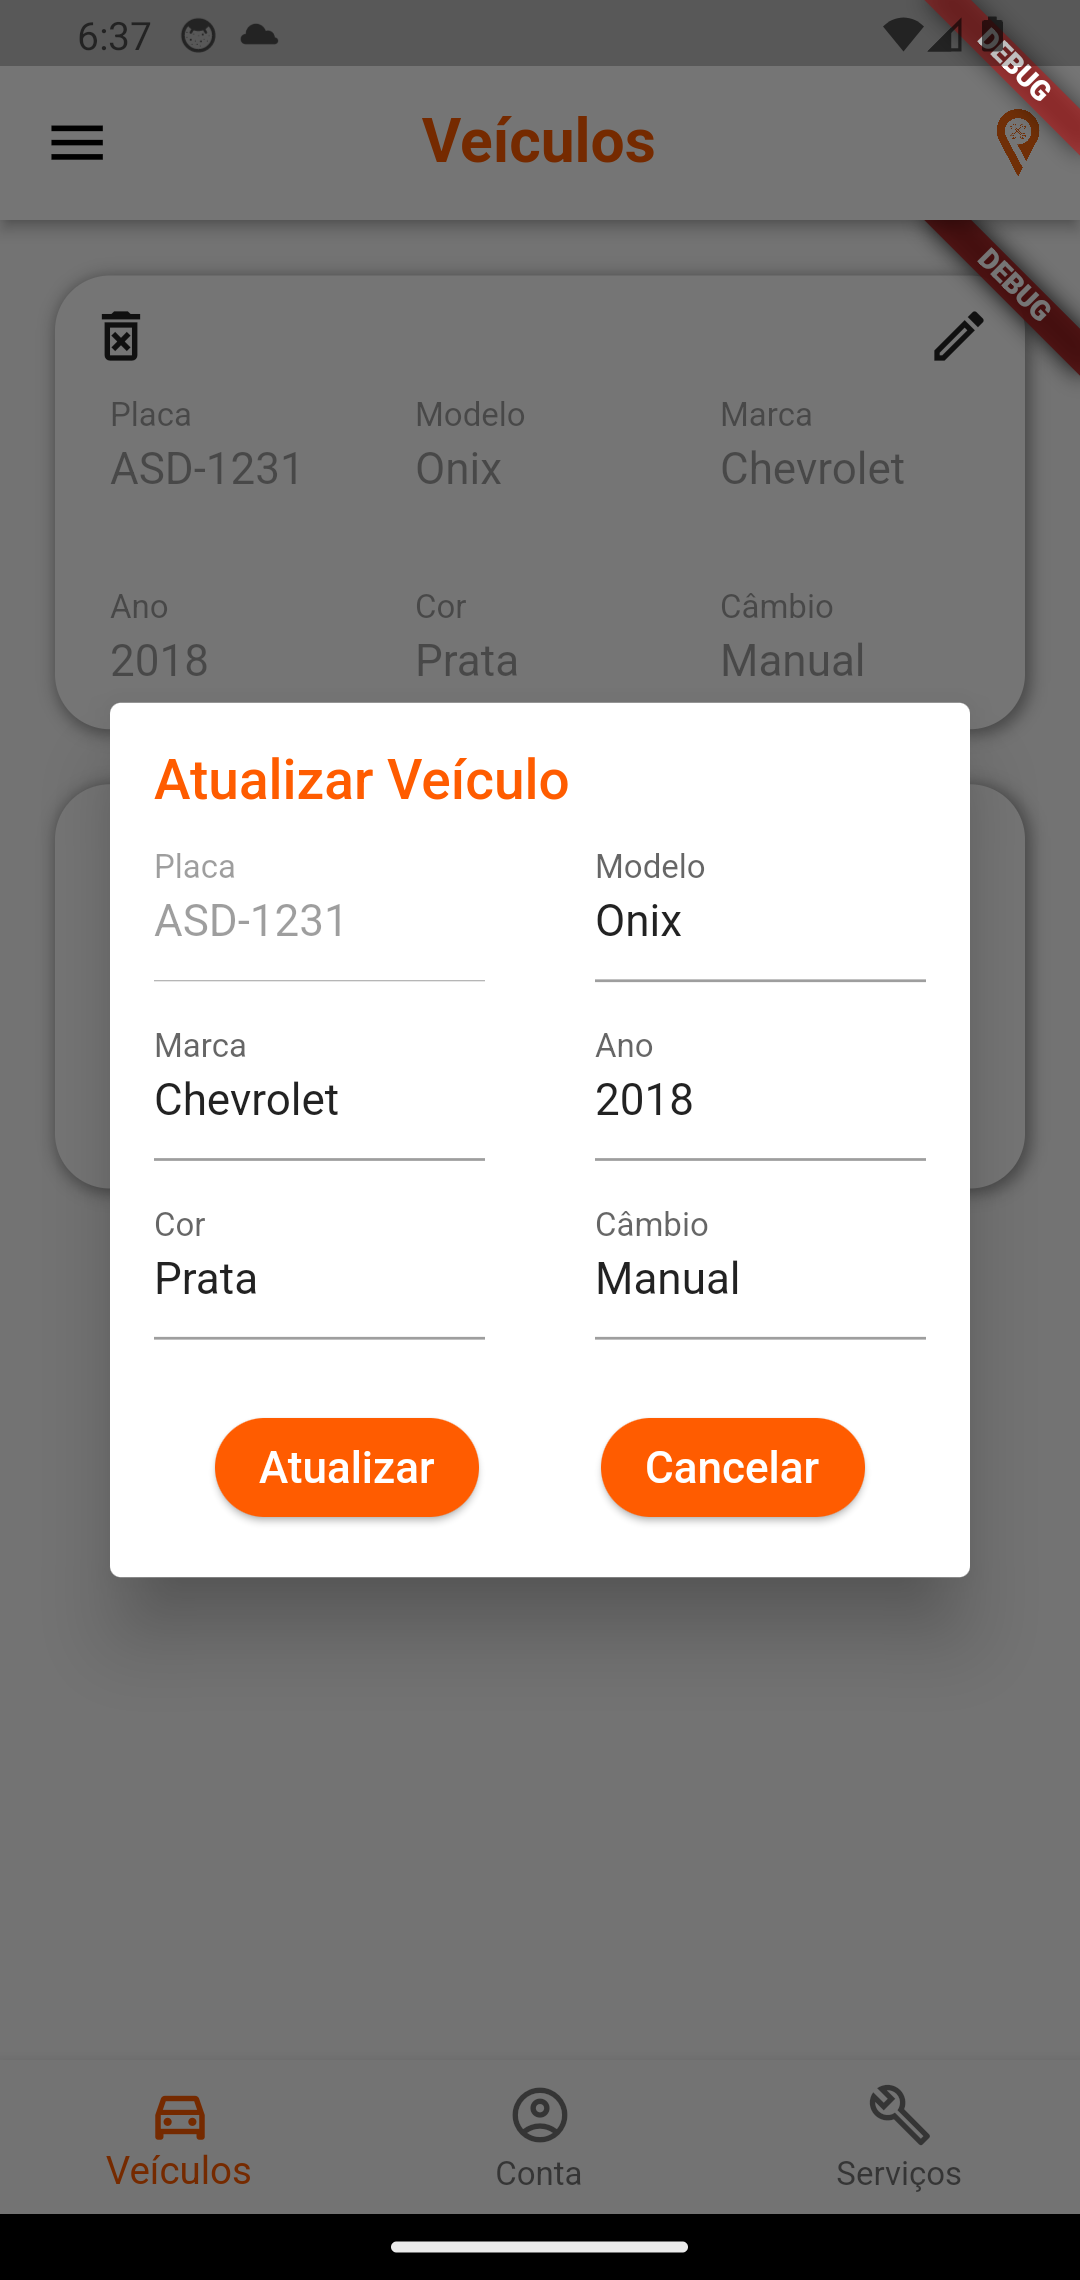 6:37
DEBUG
Veículos
DEBUG
Placa Modelo Marca
ASD-1231 Onix Chevrolet
Ano Cor Câmbio
2018 Prata Manual
Atualizar Veículo
Placa Modelo
ASD-1231 Onix
Marca Ano
Chevrolet 2018
Cor Câmbio
Prata Manual
Atualizar Cancelar
Veículos Conta Serviços